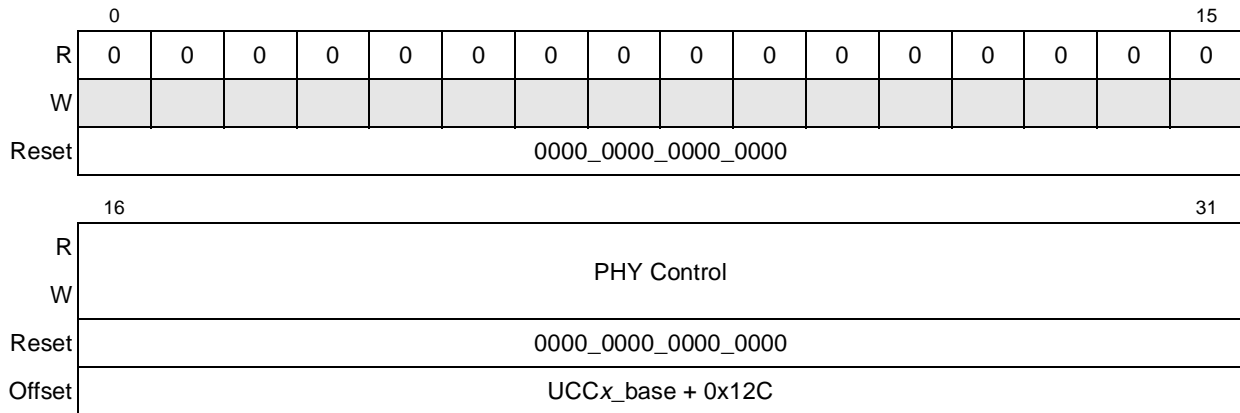 0 15
R 0 0 0 0 0 0 0 0 0 0 0 0 0 0 0 0
W
Reset 0000_0000_0000_0000
16 31
R
PHY Control
W
Reset 0000_0000_0000_0000
Offset UCCx_base + 0x12C